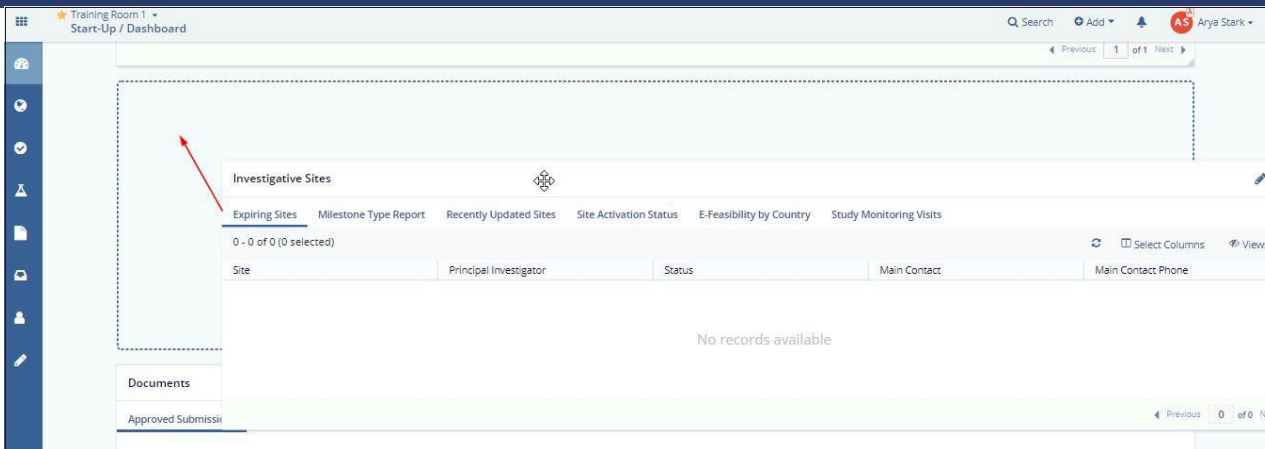 Training Room 1
Start-Up / Dashboard
Search Add AS A Arya Stark
Previous 1 of 1 Next
Investigative Sites
Expiring Sites Milestone Type Report Recently Updated Sites Site Activation Status E-Feasibility by Country Study Monitoring Visits
0 - 0 of 0 (0 selected) Select Columns View
Site Principal Investigator Status Main Contact Main Contact Phone
No records available
Documents
Approved Submissi
Previous 0 of 0 N